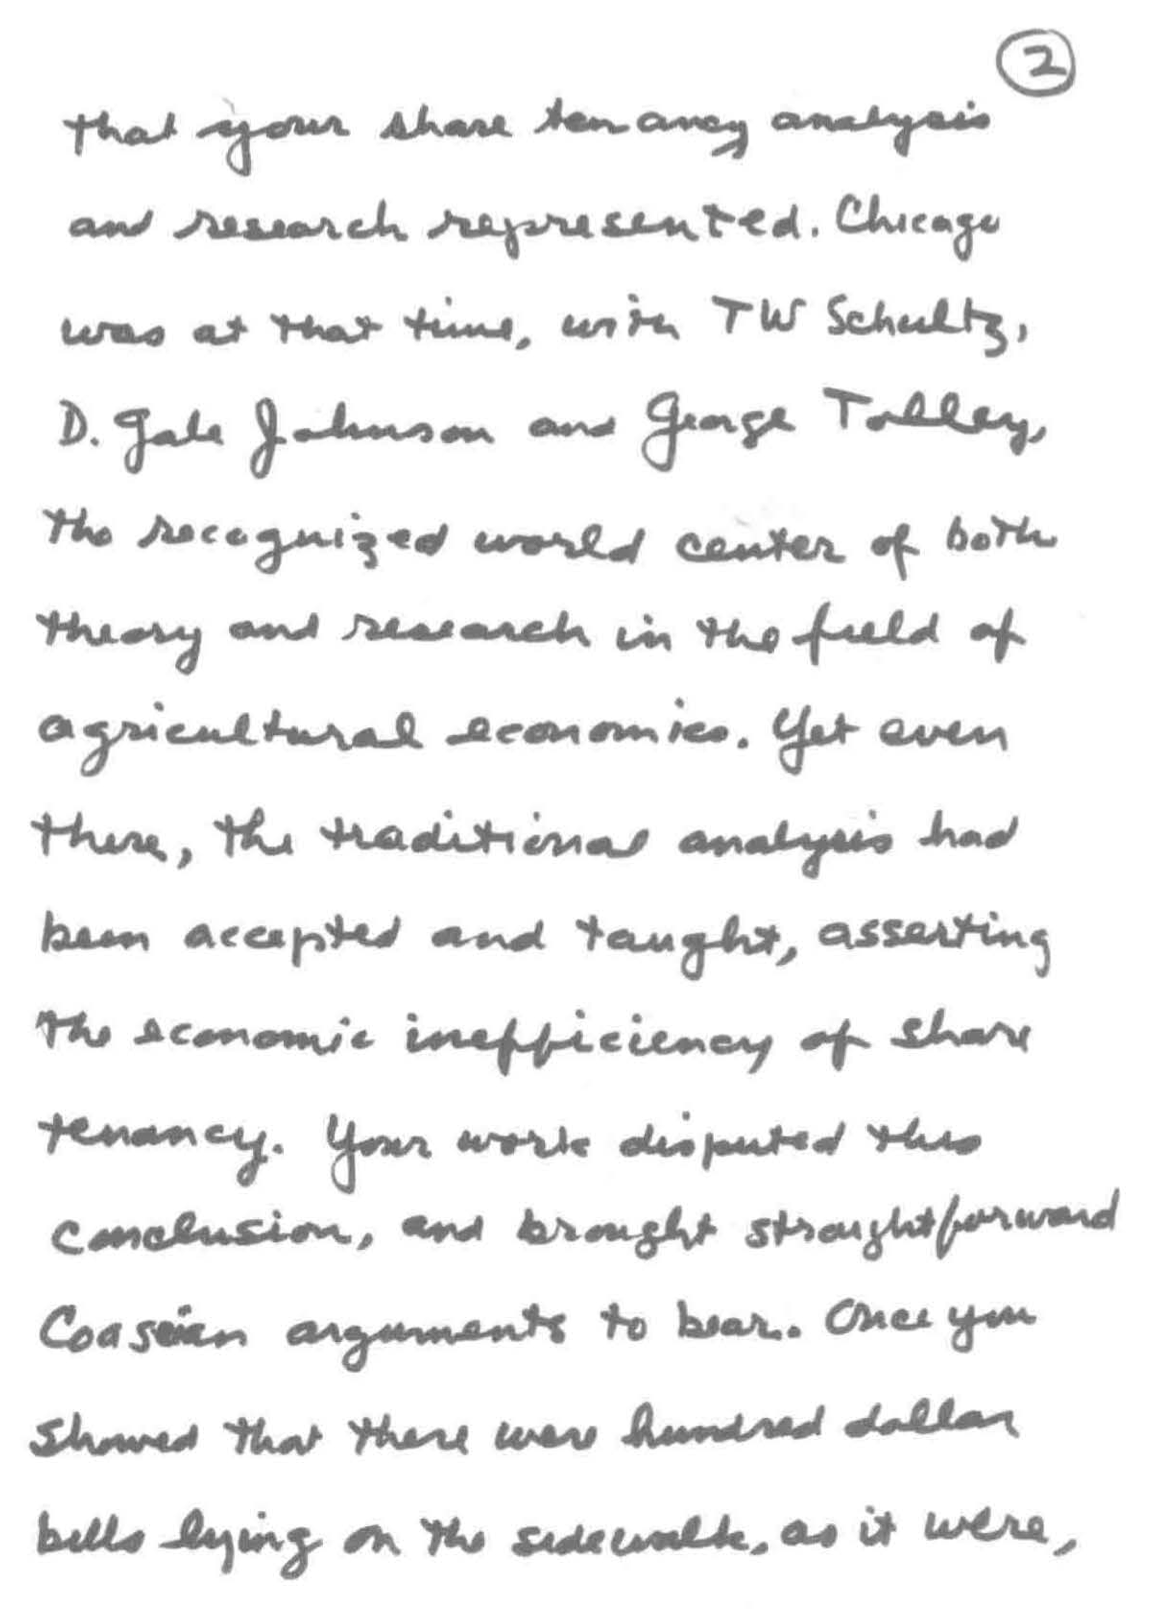 2
that your share tenancy analysis
and research represented. Chicago
was at that time, with TW Schultz,
D. Gale Johnson and George Tolley,
the recognized world center of both
theory and research in the field of
agricultural economics. Yet even
there, the traditional analysis had
been accepted and taught, asserting
the economic inefficiency of share
tenancy. Your work disputed this
conclusion, and brought straightforward
Coaseian arguments to bear. Once you
showed that there were hundred dollar
bills lying on the sidewalk, as it were,